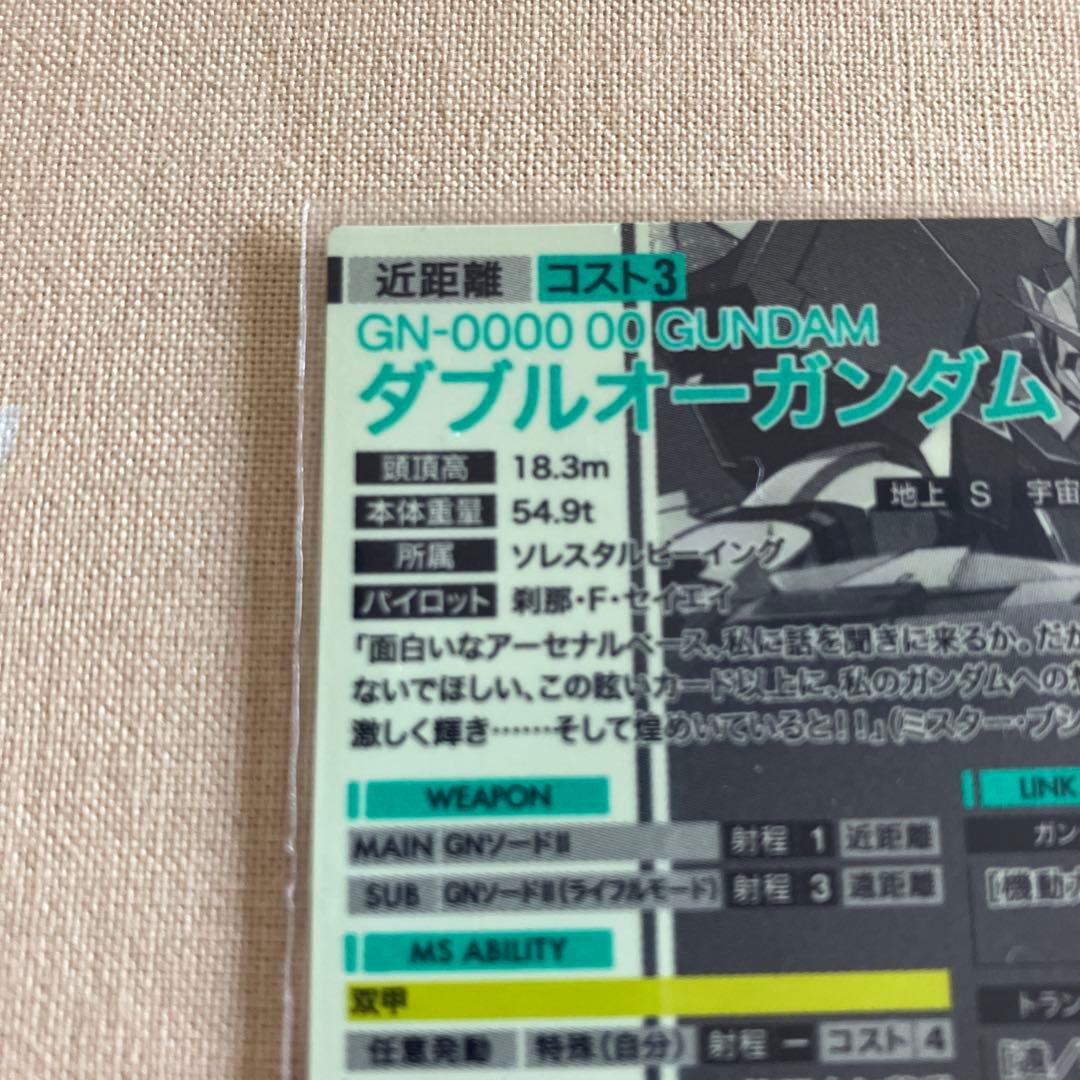 近距離 コスト3
GN-0000 00 GUNDAM
ダブルオーガンダム
頭頂高 18.3m
本体重量 54.9t
地上 S 宇宙
所属 ソレスタルビーイング
パイロット 刹那・F・セイエイ
「面白いなアーセナルベース、私に話を聞きに来るか。だが
ないでほしい、この眩いカード以上に、私のガンダムへの
激しく輝き……そして煌めいていると!!」(ミスター・ブシ
WEAPON LINK
MAIN GNソードII 射程 1 近距離 ガン
SUB GNソードII(ライフルモード) 射程 3 遠距離 【機動
MS ABILITY
双甲 トラン
任意発動 特殊(自分) 射程 ー コスト 4 【遠/